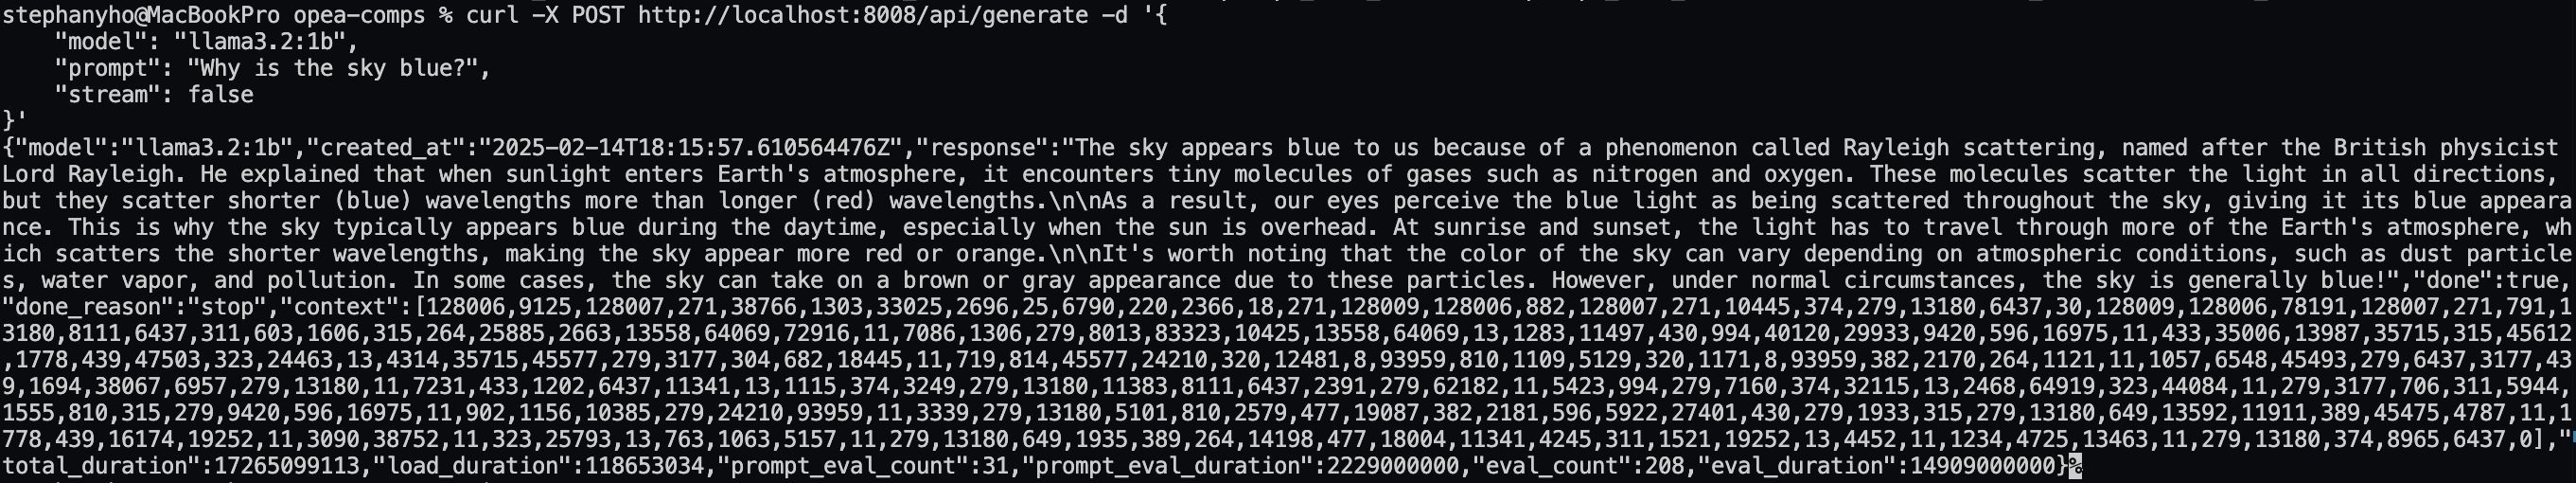 stephanyho@MacBookPro opea-comps % curl -X POST http://localhost:8008/api/generate -d '{
    "model": "llama3.2:1b",
    "prompt": "Why is the sky blue?",
    "stream": false
}'
{"model":"llama3.2:1b","created_at":"2025-02-14T18:15:57.610564476Z","response":"The sky appears blue to us because of a phenomenon called Rayleigh scattering, named after the British physicist
Lord Rayleigh. He explained that when sunlight enters Earth's atmosphere, it encounters tiny molecules of gases such as nitrogen and oxygen. These molecules scatter the light in all directions,
but they scatter shorter (blue) wavelengths more than longer (red) wavelengths.\n\nAs a result, our eyes perceive the blue light as being scattered throughout the sky, giving it its blue appeara
nce. This is why the sky typically appears blue during the daytime, especially when the sun is overhead. At sunrise and sunset, the light has to travel through more of the Earth's atmosphere, wh
ich scatters the shorter wavelengths, making the sky appear more red or orange.\n\nIt's worth noting that the color of the sky can vary depending on atmospheric conditions, such as dust particle
s, water vapor, and pollution. In some cases, the sky can take on a brown or gray appearance due to these particles. However, under normal circumstances, the sky is generally blue!","done":true,
"done_reason":"stop","context":[128006,9125,128007,271,38766,1303,33025,2696,25,6790,220,2366,18,271,128009,128006,882,128007,271,10445,374,279,13180,6437,30,128009,128006,78191,128007,271,791,1
3180,8111,6437,311,603,1606,315,264,25885,2663,13558,64069,72916,11,7086,1306,279,8013,83323,10425,13558,64069,13,1283,11497,430,994,40120,29933,9420,596,16975,11,433,35006,13987,35715,315,45612
,1778,439,47503,323,24463,13,4314,35715,45577,279,3177,304,682,18445,11,719,814,45577,24210,320,12481,8,93959,810,1109,5129,320,1171,8,93959,382,2170,264,1121,11,1057,6548,45493,279,6437,3177,43
9,1694,38067,6957,279,13180,11,7231,433,1202,6437,11341,13,1115,374,3249,279,13180,11383,8111,6437,2391,279,62182,11,5423,994,279,7160,374,32115,13,2468,64919,323,44084,11,279,3177,706,311,5944,
1555,810,315,279,9420,596,16975,11,902,1156,10385,279,24210,93959,11,3339,279,13180,5101,810,2579,477,19087,382,2181,596,5922,27401,430,279,1933,315,279,13180,649,13592,11911,389,45475,4787,11,1
778,439,16174,19252,11,3090,38752,11,323,25793,13,763,1063,5157,11,279,13180,649,1935,389,264,14198,477,18004,11341,4245,311,1521,19252,13,4452,11,1234,4725,13463,11,279,13180,374,8965,6437,0],"
total_duration":17265099113,"load_duration":118653034,"prompt_eval_count":31,"prompt_eval_duration":2229000000,"eval_count":208,"eval_duration":14909000000}%